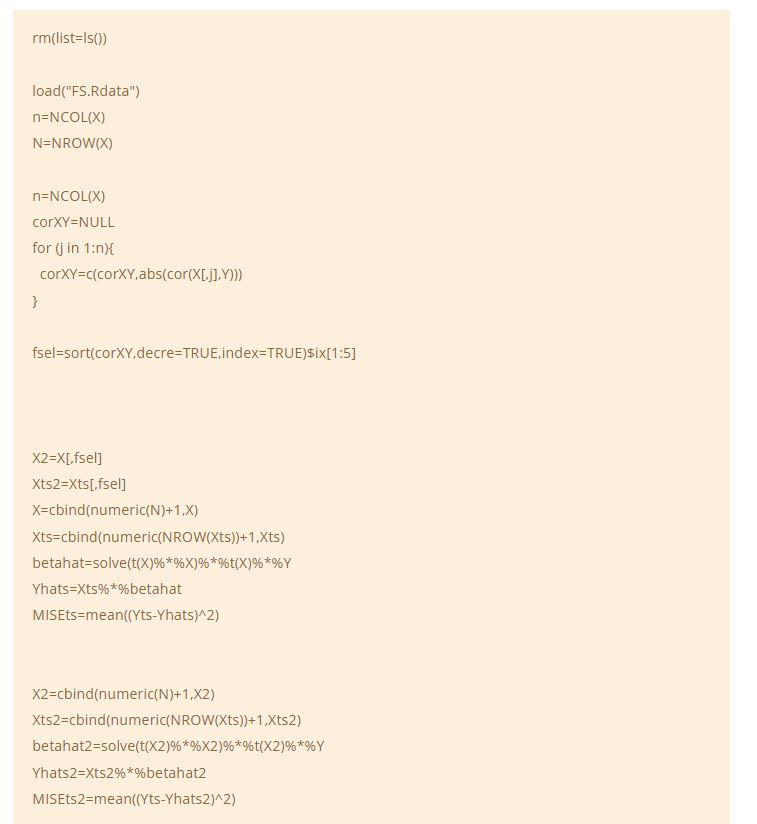 rm(list=ls())
load("FS.Rdata")
n=NCOL(X)
N=NROW(X)
n=NCOL(X)
corXY=NULL
for (j in 1:n){
corXY=c(corXY,abs(cor(X[,j],Y)))
}
fsel=sort(corXY,decre=TRUE,index=TRUE)$ix[1:5]
X2=X[,fsel]
Xts2=Xts[,fsel]
X=cbind(numeric(N)+1,X)
Xts=cbind(numeric(NROW(Xts))+1,Xts)
betahat=solve(t(X)%*%X)%*%t(X)%*%Y
Yhats=Xts%*%betahat
MISEts=mean((Yts-Yhats)^2)
X2=cbind(numeric(N)+1,X2)
Xts2=cbind(numeric(NROW(Xts))+1,Xts2)
betahat2=solve(t(X2)%*%X2)%*%t(X2)%*%Y
Yhats2=Xts2%*%betahat2
MISEts2=mean((Yts-Yhats2)^2)